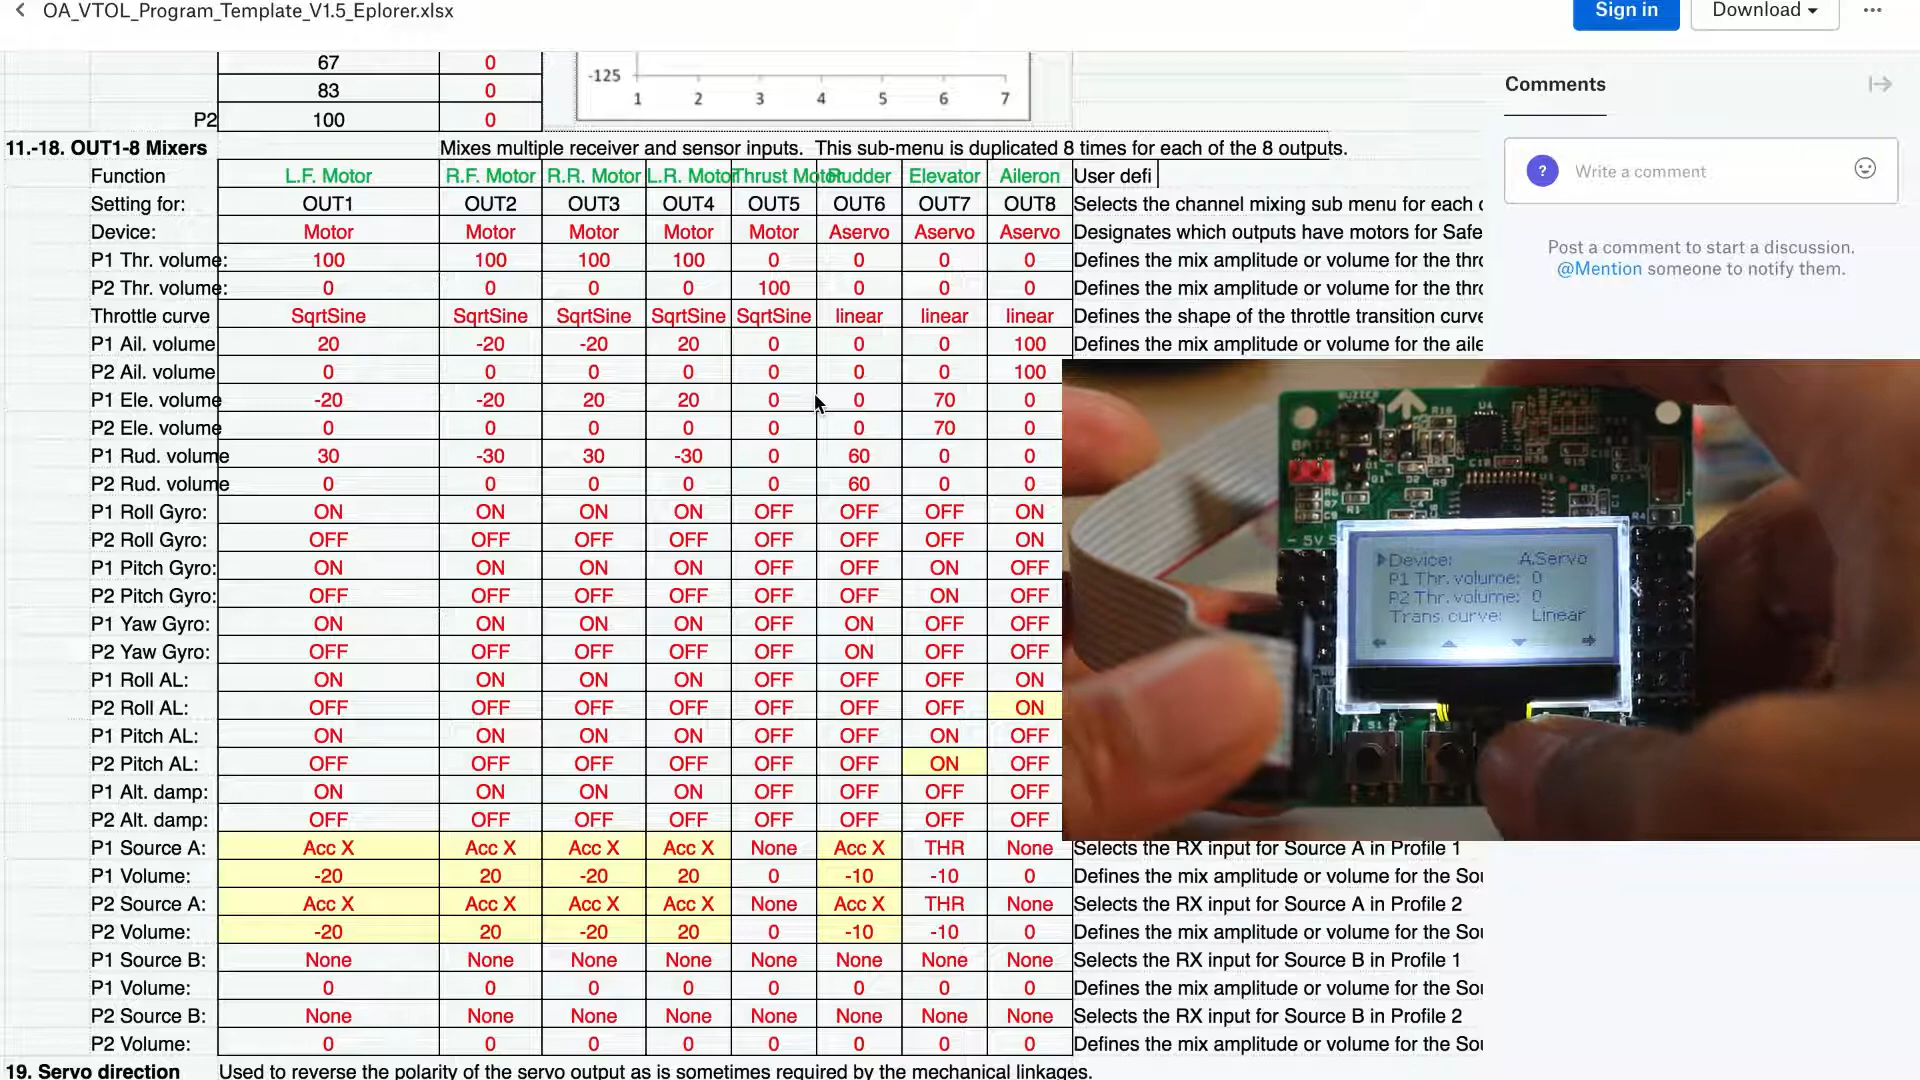 OA_VTOL_Program_Template_V1.5_Eplorer.xlsx
Sign in
Download
67 0
83 0
P2 100 0
-125
1 2 3 4 5 6 7
Comments
?
Write a comment
Post a comment to start a discussion.
@Mention someone to notify them.
11.-18. OUT1-8 Mixers Mixes multiple receiver and sensor inputs. This sub-menu is duplicated 8 times for each of the 8 outputs.
Function L.F. Motor R.F. Motor R.R. Motor L.R. Motor Thrust Motor Rudder Elevator Aileron User defi
Setting for: OUT1 OUT2 OUT3 OUT4 OUT5 OUT6 OUT7 OUT8 Selects the channel mixing sub menu for each
Device: Motor Motor Motor Motor Motor Aservo Aservo Aservo Designates which outputs have motors for Safe
P1 Thr. volume: 100 100 100 100 0 0 0 0 Defines the mix amplitude or volume for the thro
P2 Thr. volume: 0 0 0 0 100 0 0 0 Defines the mix amplitude or volume for the thro
Throttle curve SqrtSine SqrtSine SqrtSine SqrtSine SqrtSine linear linear linear Defines the shape of the throttle transition curve
P1 Ail. volume 20 -20 -20 20 0 0 0 100 Defines the mix amplitude or volume for the aile
P2 Ail. volume 0 0 0 0 0 0 0 100
P1 Ele. volume -20 -20 20 20 0 0 70 0
P2 Ele. volume 0 0 0 0 0 0 70 0
P1 Rud. volume 30 -30 30 -30 0 60 0 0
P2 Rud. volume 0 0 0 0 0 60 0 0
P1 Roll Gyro: ON ON ON ON OFF OFF OFF ON
P2 Roll Gyro: OFF OFF OFF OFF OFF OFF OFF ON
P1 Pitch Gyro: ON ON ON ON OFF OFF ON OFF
P2 Pitch Gyro: OFF OFF OFF OFF OFF OFF ON OFF
P1 Yaw Gyro: ON ON ON ON OFF ON OFF OFF
P2 Yaw Gyro: OFF OFF OFF OFF OFF ON OFF OFF
P1 Roll AL: ON ON ON ON OFF OFF OFF ON
P2 Roll AL: OFF OFF OFF OFF OFF OFF OFF ON
P1 Pitch AL: ON ON ON ON OFF OFF ON OFF
P2 Pitch AL: OFF OFF OFF OFF OFF OFF ON OFF
P1 Alt. damp: ON ON ON ON OFF OFF OFF OFF
P2 Alt. damp: OFF OFF OFF OFF OFF OFF OFF OFF
P1 Source A: Acc X Acc X Acc X Acc X None Acc X THR None Selects the RX input for Source A in Profile 1
P1 Volume: -20 20 -20 20 0 -10 -10 0 Defines the mix amplitude or volume for the Sou
P2 Source A: Acc X Acc X Acc X Acc X None Acc X THR None Selects the RX input for Source A in Profile 2
P2 Volume: -20 20 -20 20 0 -10 -10 0 Defines the mix amplitude or volume for the Sou
P1 Source B: None None None None None None None None Selects the RX input for Source B in Profile 1
P1 Volume: 0 0 0 0 0 0 0 0 Defines the mix amplitude or volume for the Sou
P2 Source B: None None None None None None None None Selects the RX input for Source B in Profile 2
P2 Volume: 0 0 0 0 0 0 0 0 Defines the mix amplitude or volume for the Sou
19. Servo direction Used to reverse the polarity of the servo output as is sometimes required by the mechanical linkages.
BUZZER
U4
- 5V
R4
S1
Device: A.Servo
P1 Thr. volume: 0
P2 Thr. volume: 0
Trans. curve: Linear